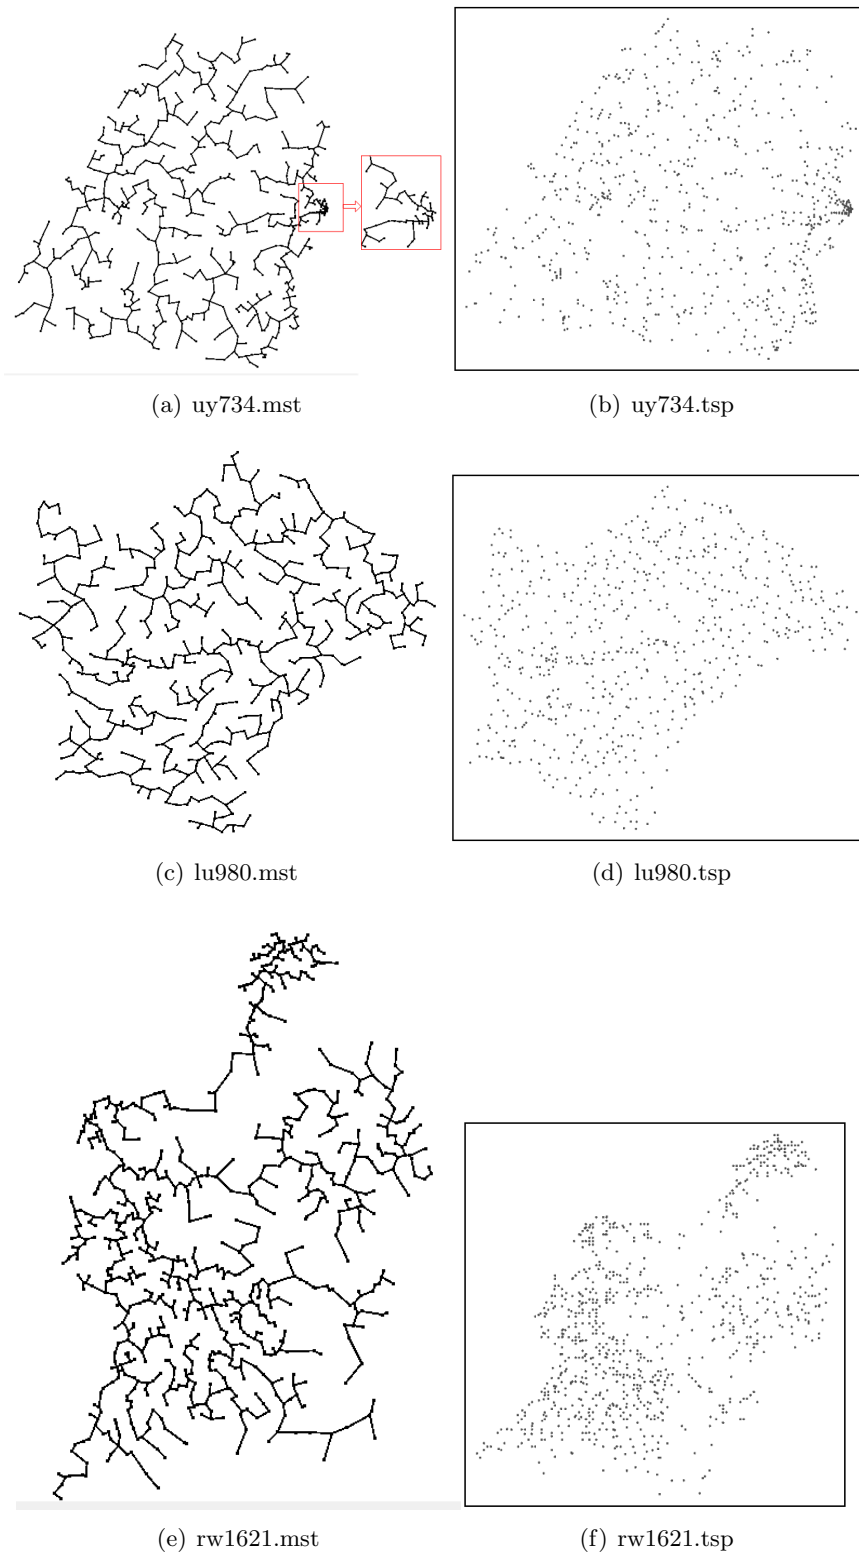 (a) uy734.mst
(b) uy734.tsp
(c) lu980.mst
(d) lu980.tsp
(e) rw1621.mst
(f) rw1621.tsp